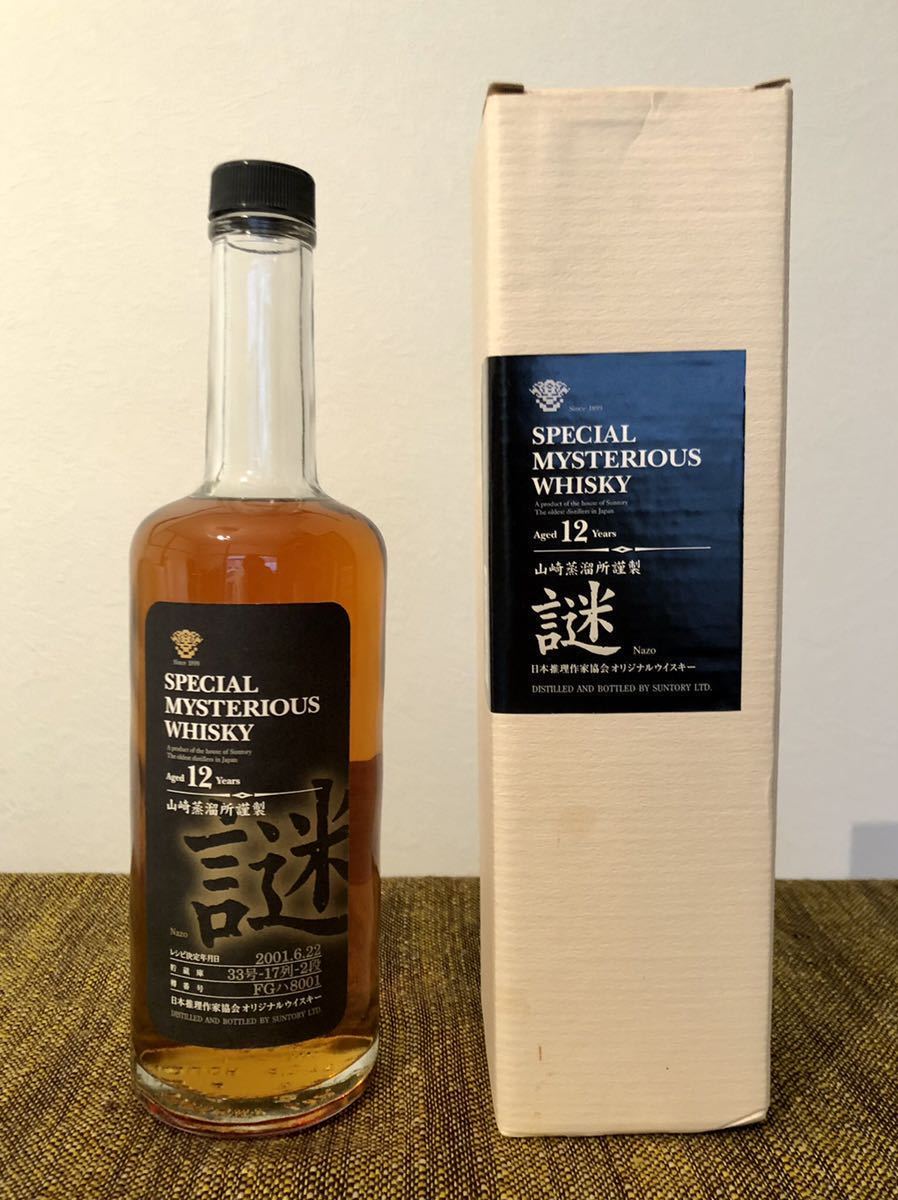 Since 1899
SPECIAL
MYSTERIOUS
WHISKY
A product of the house of Suntory
The oldest distillers in Japan
Aged 12 Years
山崎蒸溜所謹製
謎
Nazo
レシピ決定年月日 2001.6.22
貯蔵庫 33号-17列-2段
樽番号 FGハ8001
日本推理作家協会オリジナルウイスキー
DISTILLED AND BOTTLED BY SUNTORY LTD.
Since 1899
SPECIAL
MYSTERIOUS
WHISKY
A product of the house of Suntory
The oldest distillers in Japan
Aged 12 Years
山崎蒸溜所謹製
謎
Nazo
日本推理作家協会オリジナルウイスキー
DISTILLED AND BOTTLED BY SUNTORY LTD.